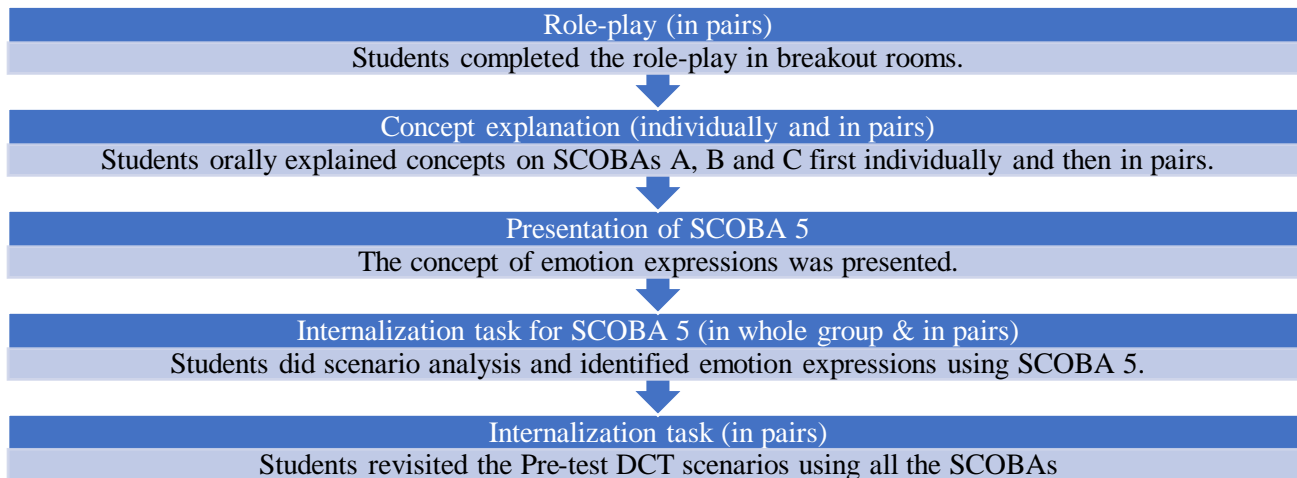 Role-play (in pairs)
Students completed the role-play in breakout rooms.
Concept explanation (individually and in pairs)
Students orally explained concepts on SCOBAs A, B and C first individually and then in pairs.
Presentation of SCOBA 5
The concept of emotion expressions was presented.
Internalization task for SCOBA 5 (in whole group & in pairs)
Students did scenario analysis and identified emotion expressions using SCOBA 5.
Internalization task (in pairs)
Students revisited the Pre-test DCT scenarios using all the SCOBAs